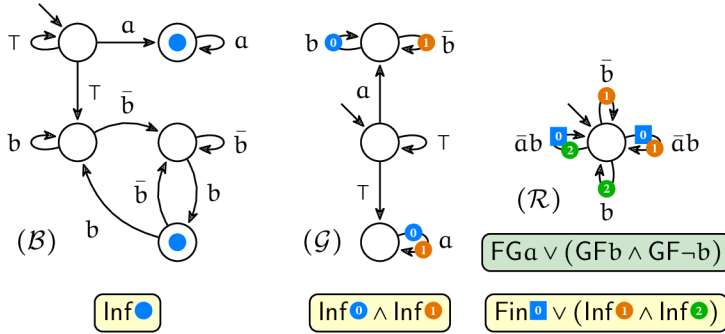 ⊤ a a
⊤
b b̄ b̄
b̄ b
b
(ℬ)
Inf●
b 0 1 b̄
a
⊤
⊤
0 1 a
(𝒢)
Inf0 ∧ Inf1
b̄
1
āb 0 2 0 1 āb
2
b
(ℛ)
FGa ∨ (GFb ∧ GF¬b)
Fin0 ∨ (Inf1 ∧ Inf2)